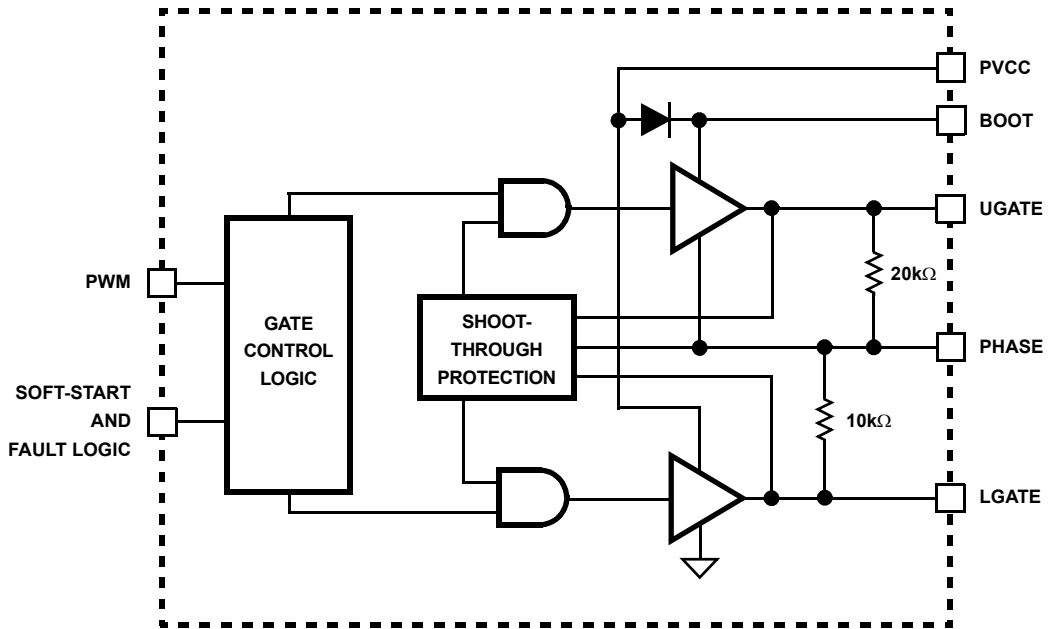 PVCC
BOOT
UGATE
20kΩ
PWM
GATE
CONTROL
LOGIC
SHOOT-
THROUGH
PROTECTION
PHASE
SOFT-START
AND
FAULT LOGIC
10kΩ
LGATE